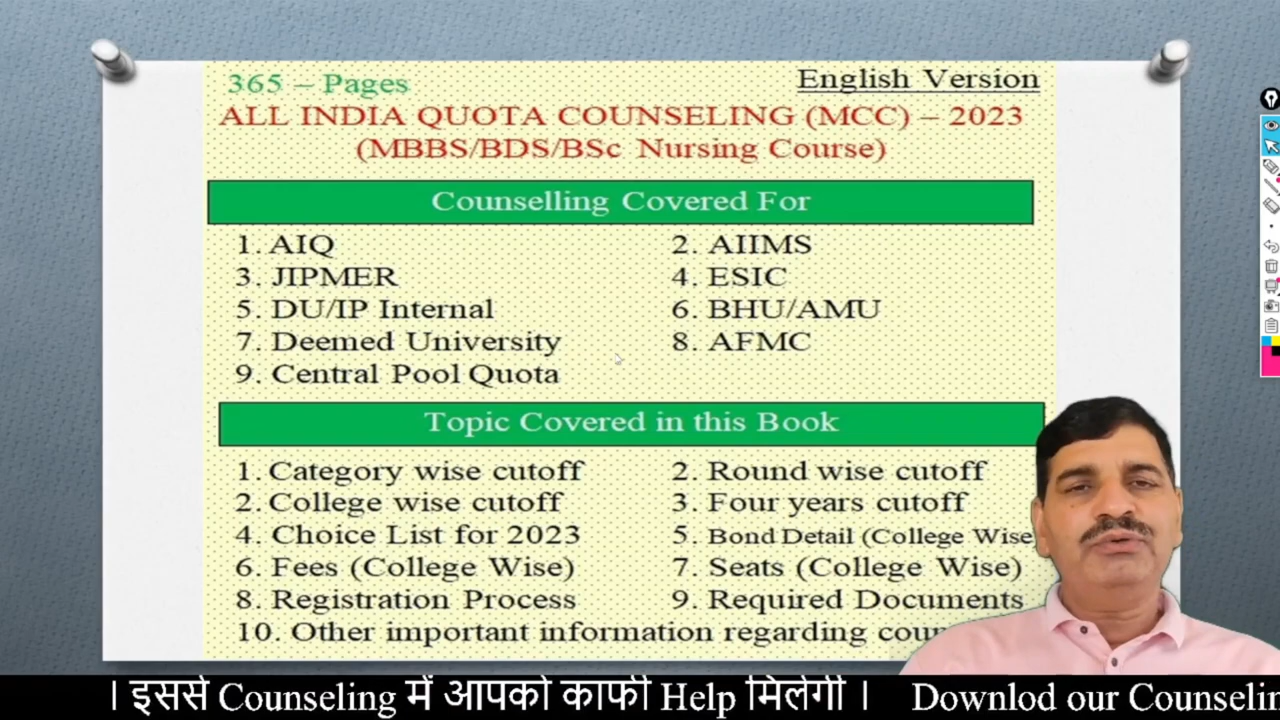 365 – Pages English Version
ALL INDIA QUOTA COUNSELING (MCC) – 2023
(MBBS/BDS/BSc Nursing Course)
Counselling Covered For
1. AIQ 2. AIIMS
3. JIPMER 4. ESIC
5. DU/IP Internal 6. BHU/AMU
7. Deemed University 8. AFMC
9. Central Pool Quota
Topic Covered in this Book
1. Category wise cutoff 2. Round wise cutoff
2. College wise cutoff 3. Four years cutoff
4. Choice List for 2023 5. Bond Detail (College Wise
6. Fees (College Wise) 7. Seats (College Wise)
8. Registration Process 9. Required Documents
10. Other important information regarding
। इससे Counseling में आपको काफी Help मिलेगी । Downlod our